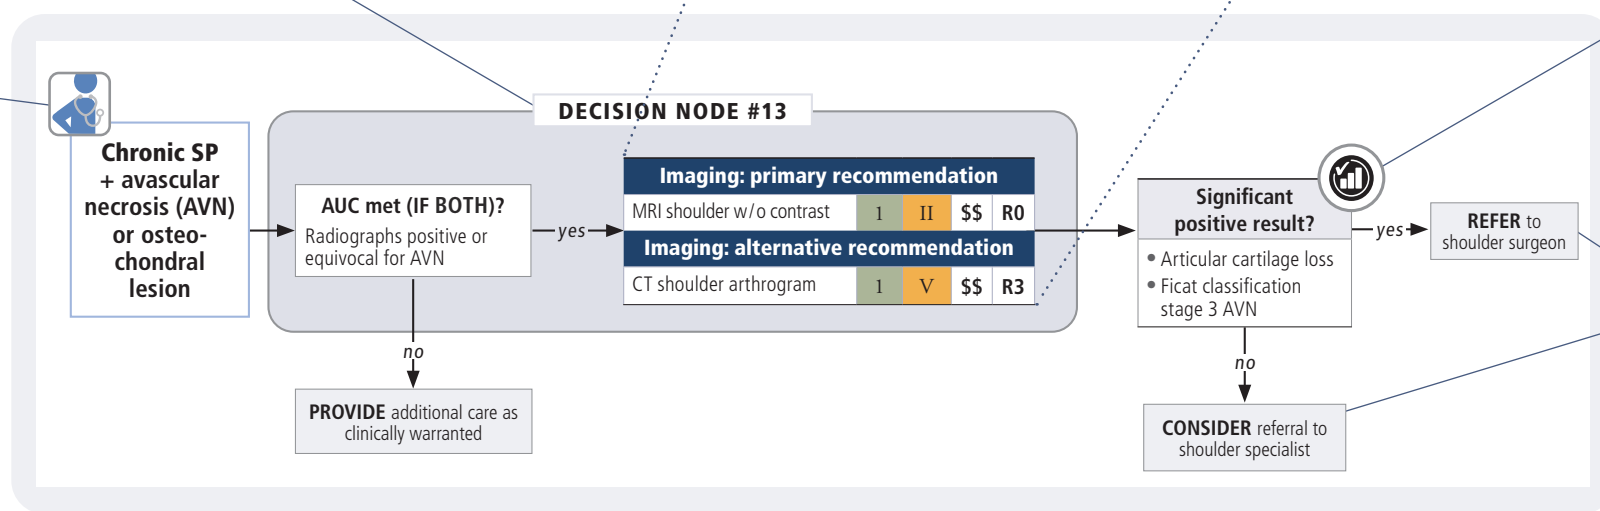 DECISION NODE #13
Chronic SP
+ avascular
necrosis (AVN)
or osteo-
chondral
lesion
AUC met (IF BOTH)?
Radiographs positive or
equivocal for AVN
yes
no
PROVIDE additional care as
clinically warranted
Imaging: primary recommendation
MRI shoulder w/o contrast 1 II $$ R0
Imaging: alternative recommendation
CT shoulder arthrogram 1 V $$ R3
Significant
positive result?
• Articular cartilage loss
• Ficat classification
stage 3 AVN
yes
REFER to
shoulder surgeon
no
CONSIDER referral to
shoulder specialist